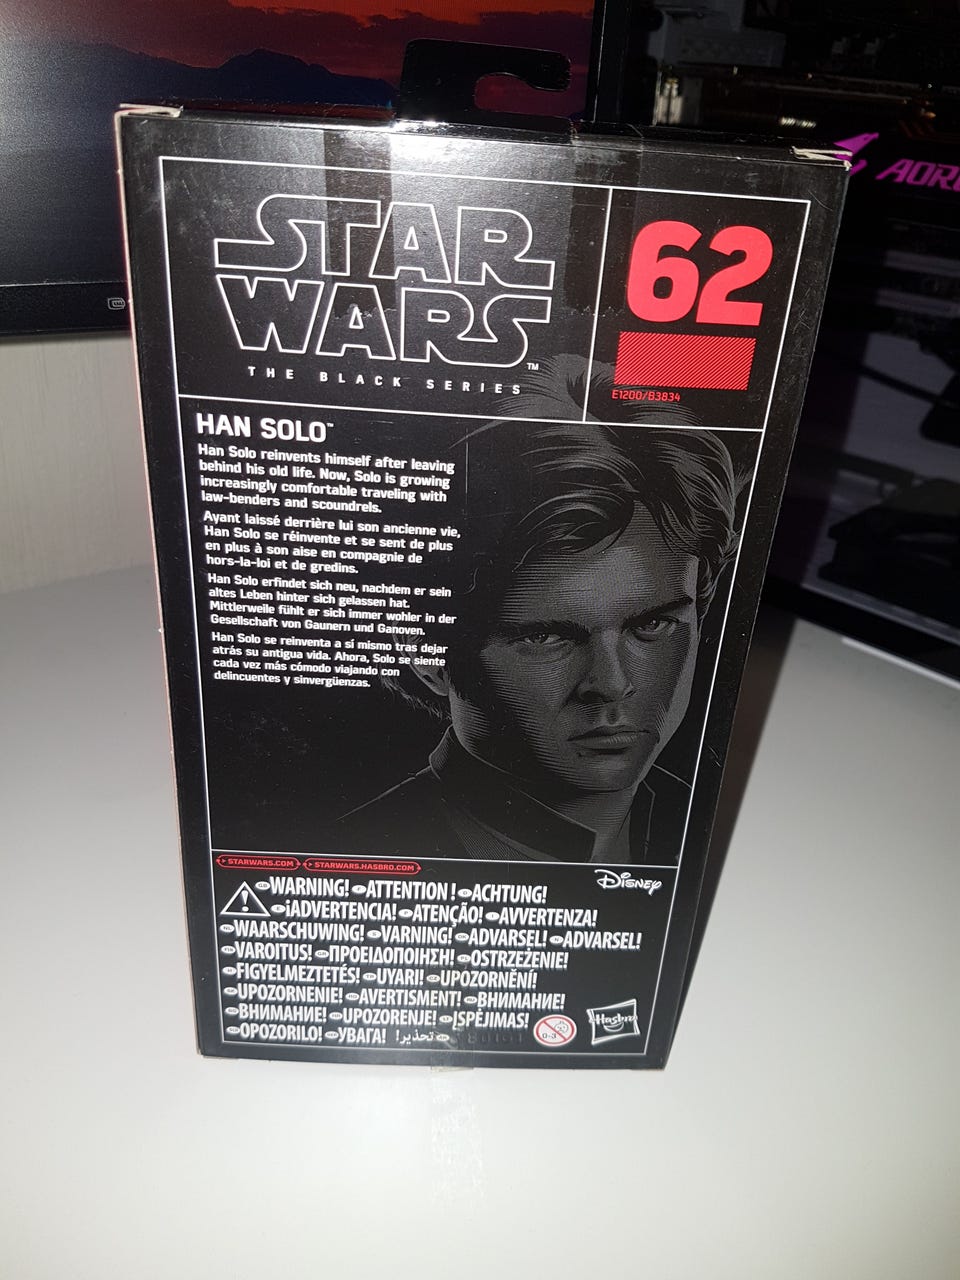 AORU
STAR
WARS™
THE BLACK SERIES
62
E1200/B3834
HAN SOLO™
Han Solo reinvents himself after leaving
behind his old life. Now, Solo is growing
increasingly comfortable traveling with
law-benders and scoundrels.
Ayant laissé derrière lui son ancienne vie,
Han Solo se réinvente et se sent de plus
en plus à son aise en compagnie de
hors-la-loi et de gredins.
Han Solo erfindet sich neu, nachdem er sein
altes Leben hinter sich gelassen hat.
Mittlerweile fühlt er sich immer wohler in der
Gesellschaft von Gaunern und Ganoven.
Han Solo se reinventa a sí mismo tras dejar
atrás su antigua vida. Ahora, Solo se siente
cada vez más cómodo viajando con
delincuentes y sinvergüenzas.
STARWARS.COM STARWARS.HASBRO.COM
Disney
WARNING! ATTENTION ! ACHTUNG!
¡ADVERTENCIA! ATENÇÃO! AVVERTENZA!
WAARSCHUWING! VARNING! ADVARSEL! ADVARSEL!
VAROITUS! ΠΡΟΕΙΔΟΠΟΙΗΣΗ! OSTRZEŻENIE!
FIGYELMEZTETÉS! UYARI! UPOZORNĚNÍ!
UPOZORNENIE! AVERTISMENT! ВНИМАНИЕ!
ВНИМАНИЕ! UPOZORENJE! ĮSPĖJIMAS!
OPOZORILO! УВАГА! تحذير!
0-3
Hasbro